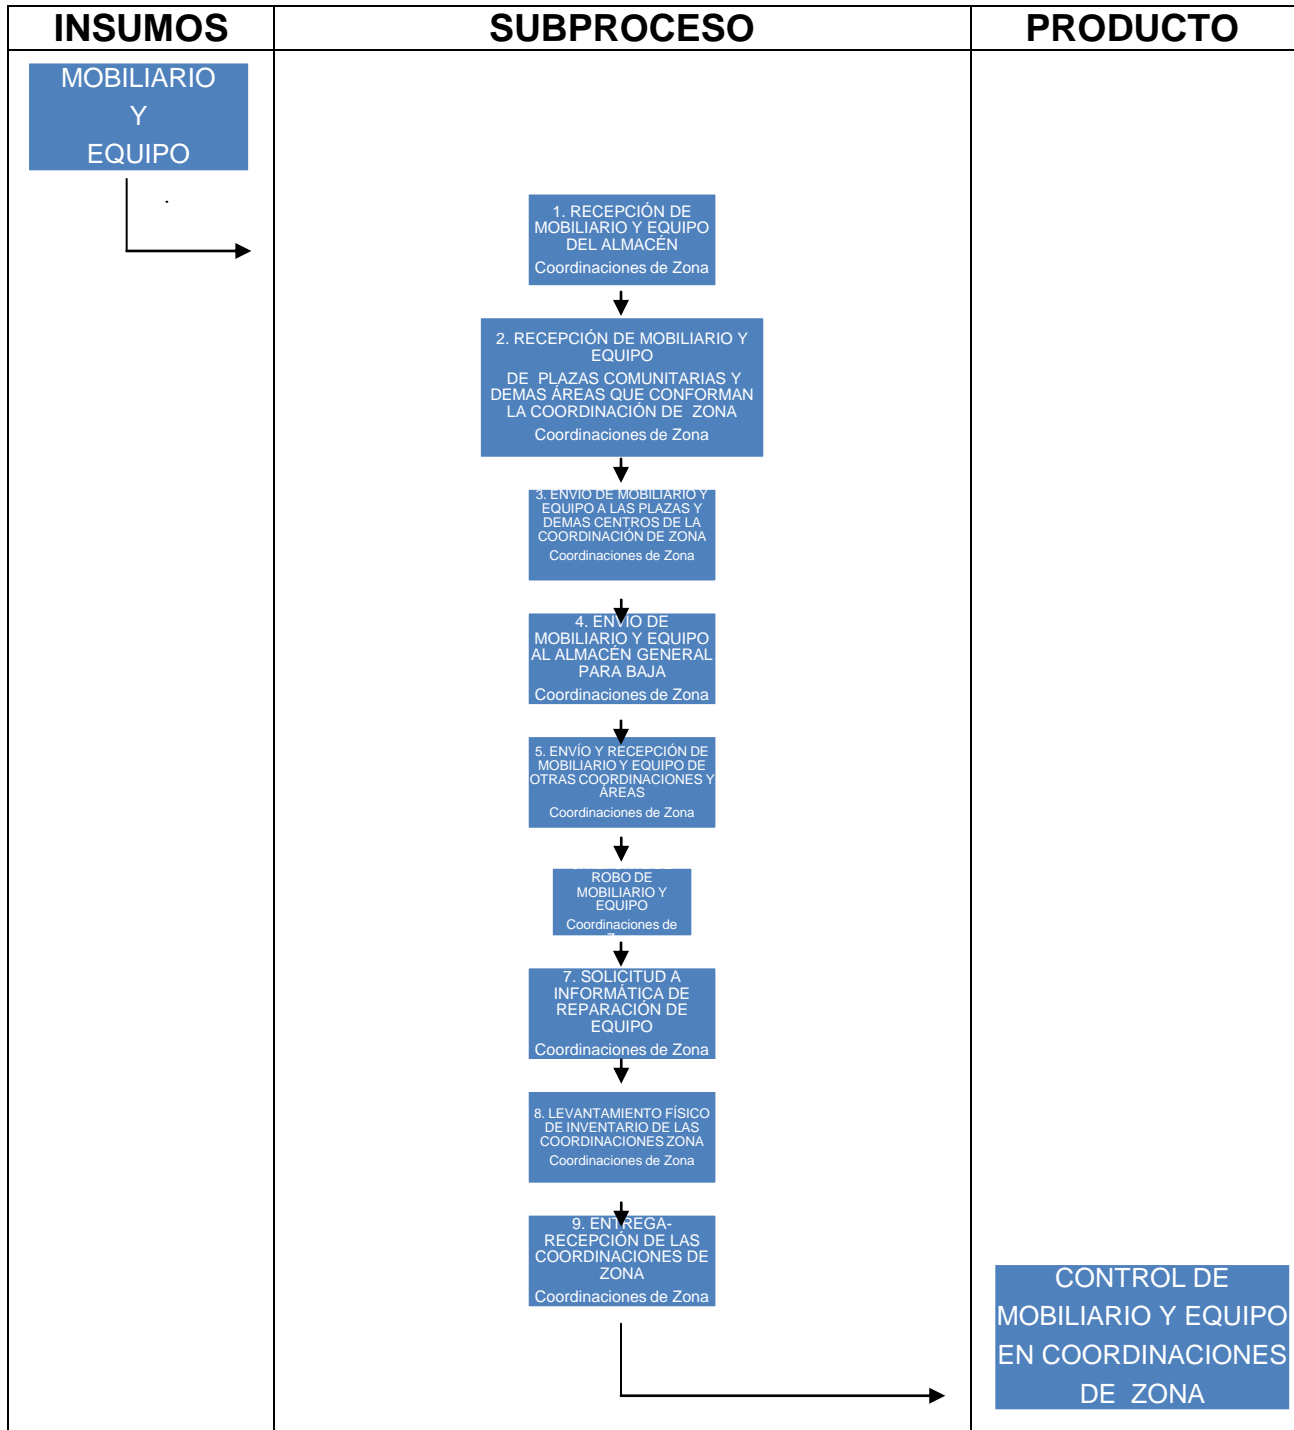 INSUMOS
SUBPROCESO
PRODUCTO
MOBILIARIO
Y
EQUIPO
.
1. RECEPCIÓN DE
MOBILIARIO Y EQUIPO
DEL ALMACÉN
Coordinaciones de Zona
2. RECEPCIÓN DE MOBILIARIO Y
EQUIPO
DE PLAZAS COMUNITARIAS Y
DEMAS ÁREAS QUE CONFORMAN
LA COORDINACIÓN DE ZONA
Coordinaciones de Zona
3. ENVIO DE MOBILIARIO Y
EQUIPO A LAS PLAZAS Y
DEMAS CENTROS DE LA
COORDINACIÓN DE ZONA
Coordinaciones de Zona
4. ENVIO DE
MOBILIARIO Y EQUIPO
AL ALMACÉN GENERAL
PARA BAJA
Coordinaciones de Zona
5. ENVÍO Y RECEPCIÓN DE
MOBILIARIO Y EQUIPO DE
OTRAS COORDINACIONES Y
ÁREAS
Coordinaciones de Zona
ROBO DE
MOBILIARIO Y
EQUIPO
Coordinaciones de
7. SOLICITUD A
INFORMÁTICA DE
REPARACIÓN DE
EQUIPO
Coordinaciones de Zona
8. LEVANTAMIENTO FÍSICO
DE INVENTARIO DE LAS
COORDINACIONES ZONA
Coordinaciones de Zona
9. ENTREGA-
RECEPCIÓN DE LAS
COORDINACIONES DE
ZONA
Coordinaciones de Zona
CONTROL DE
MOBILIARIO Y EQUIPO
EN COORDINACIONES
DE ZONA